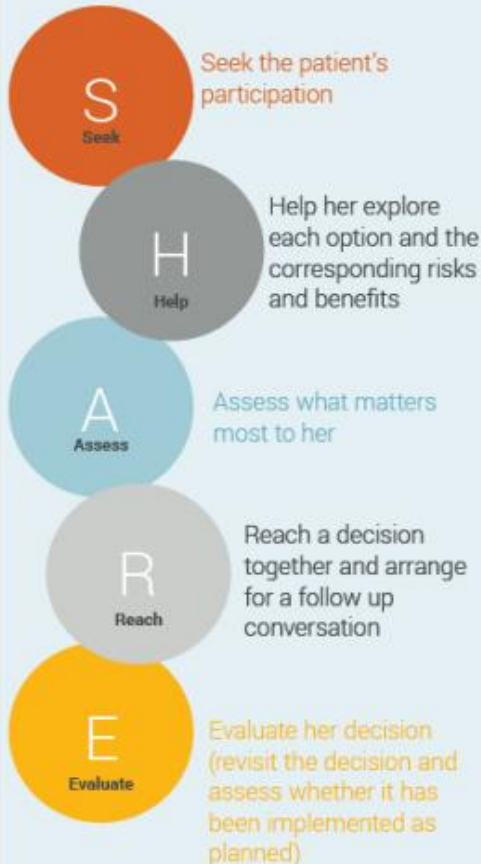 S
Seek
Seek the patient's
participation
H
Help
Help her explore
each option and the
corresponding risks
and benefits
A
Assess
Assess what matters
most to her
R
Reach
Reach a decision
together and arrange
for a follow up
conversation
E
Evaluate
Evaluate her decision
(revisit the decision and
assess whether it has
been implemented as
planned)